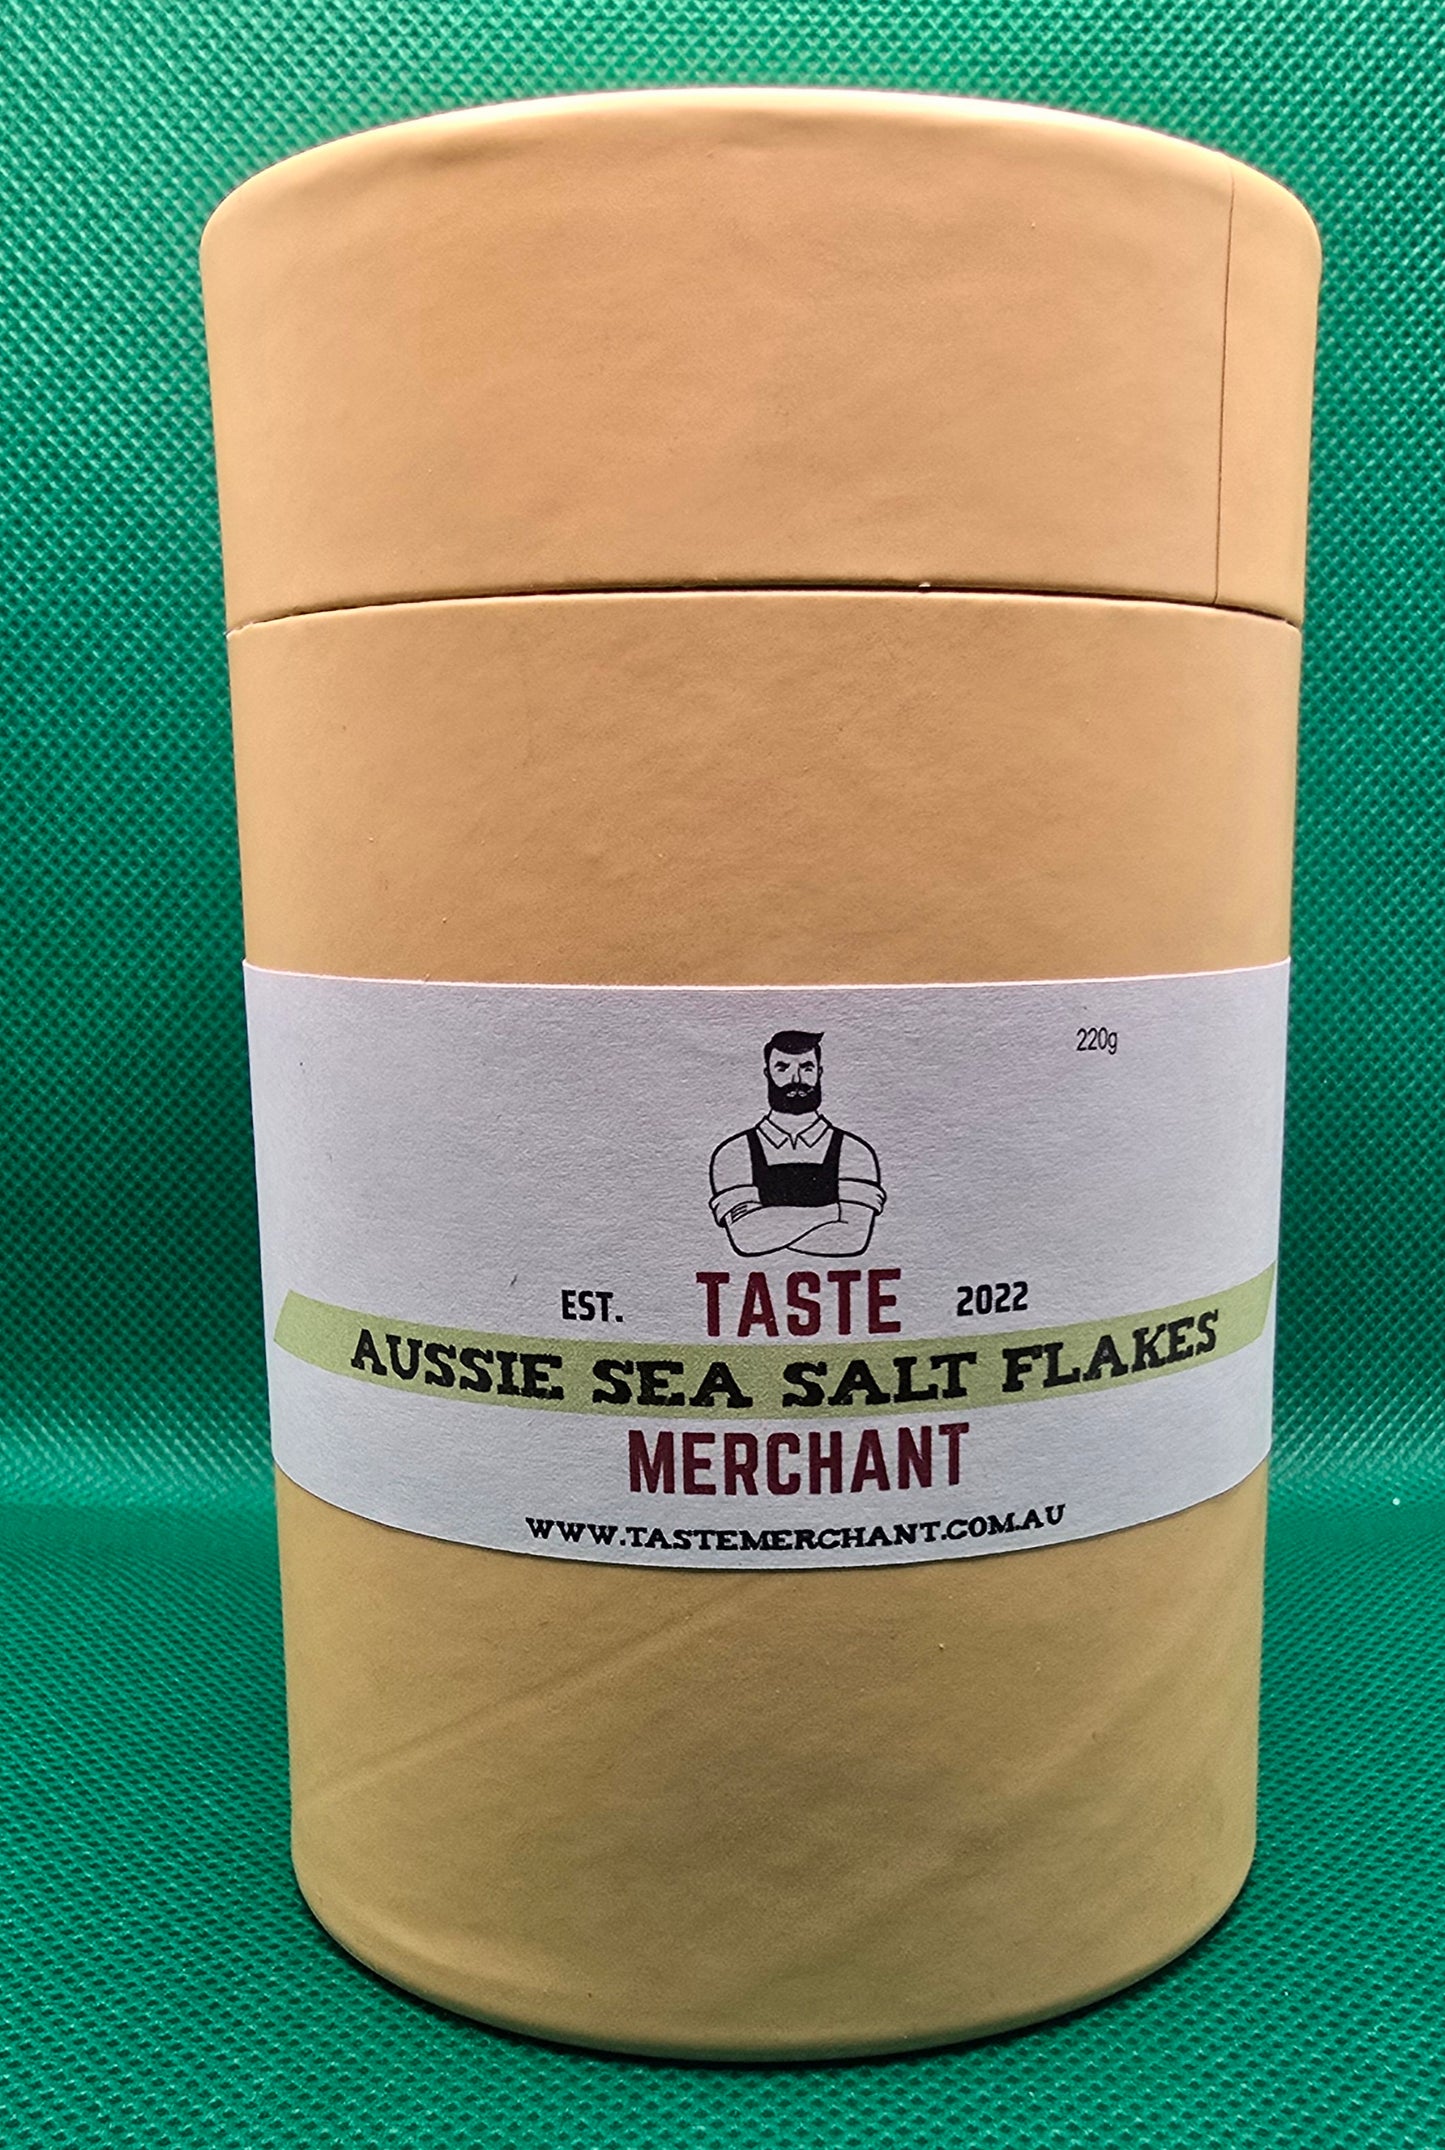 220g
EST. TASTE 2022
AUSSIE SEA SALT FLAKES
MERCHANT
WWW.TASTEMERCHANT.COM.AU